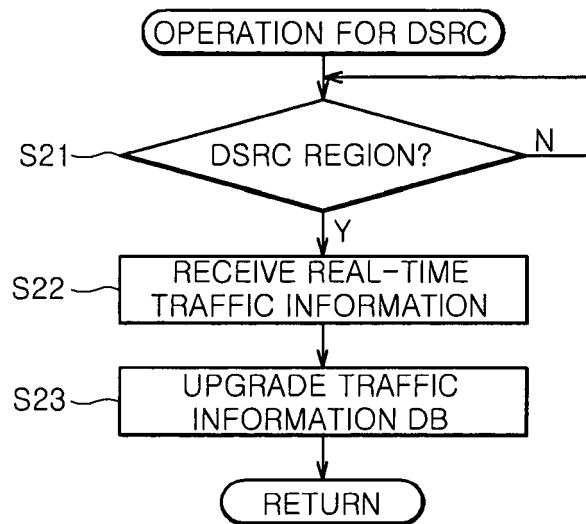 OPERATION FOR DSRC
S21
DSRC REGION?
N
Y
S22
RECEIVE REAL-TIME
TRAFFIC INFORMATION
S23
UPGRADE TRAFFIC
INFORMATION DB
RETURN